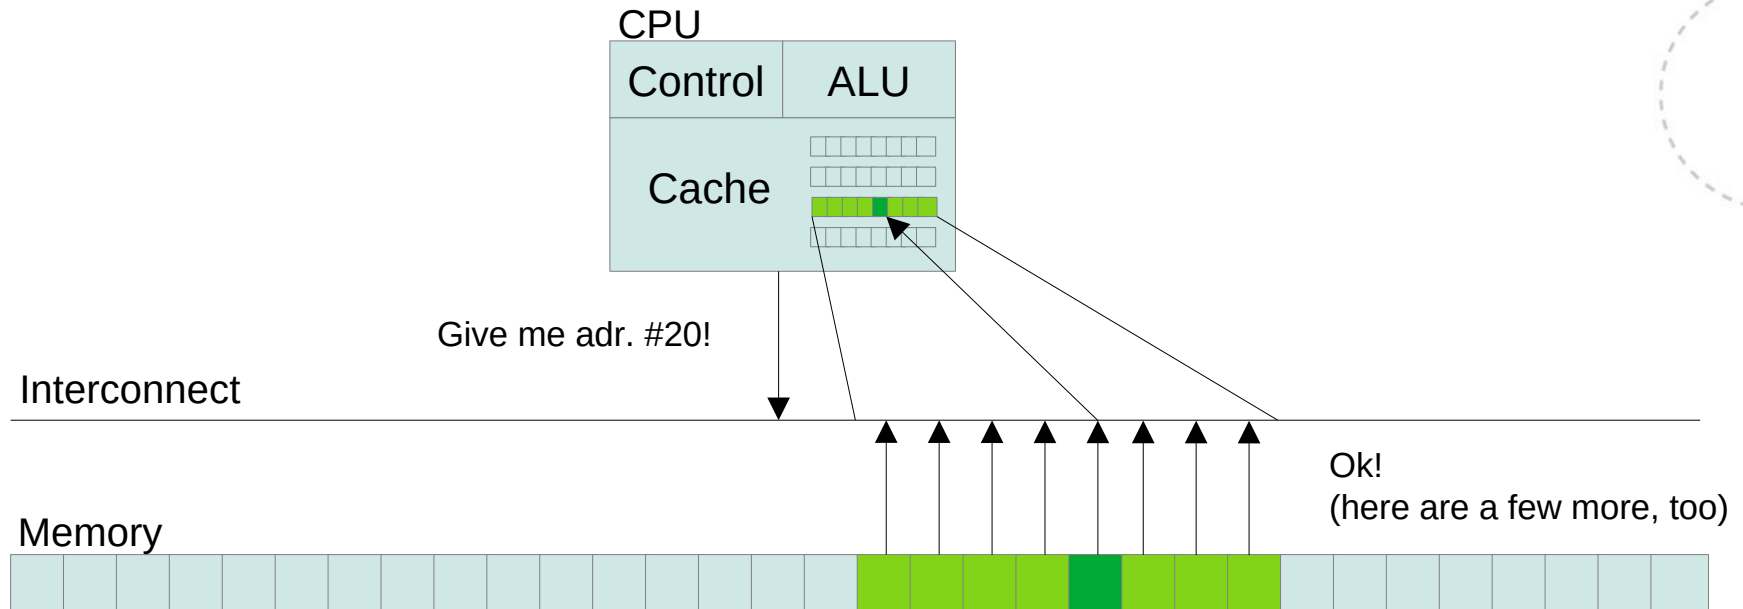 CPU
Control
ALU
Cache
Give me adr. #20!
Interconnect
Ok!
(here are a few more, too)
Memory